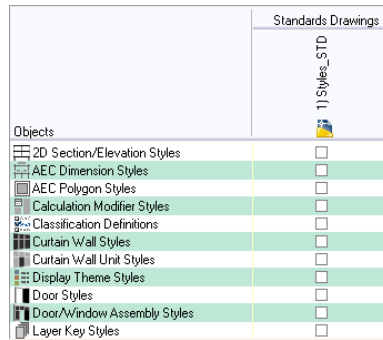 Standards Drawings
1) Styles_STD
Objects
2D Section/Elevation Styles
AEC Dimension Styles
AEC Polygon Styles
Calculation Modifier Styles
Classification Definitions
Curtain Wall Styles
Curtain Wall Unit Styles
Display Theme Styles
Door Styles
Door/Window Assembly Styles
Layer Key Styles